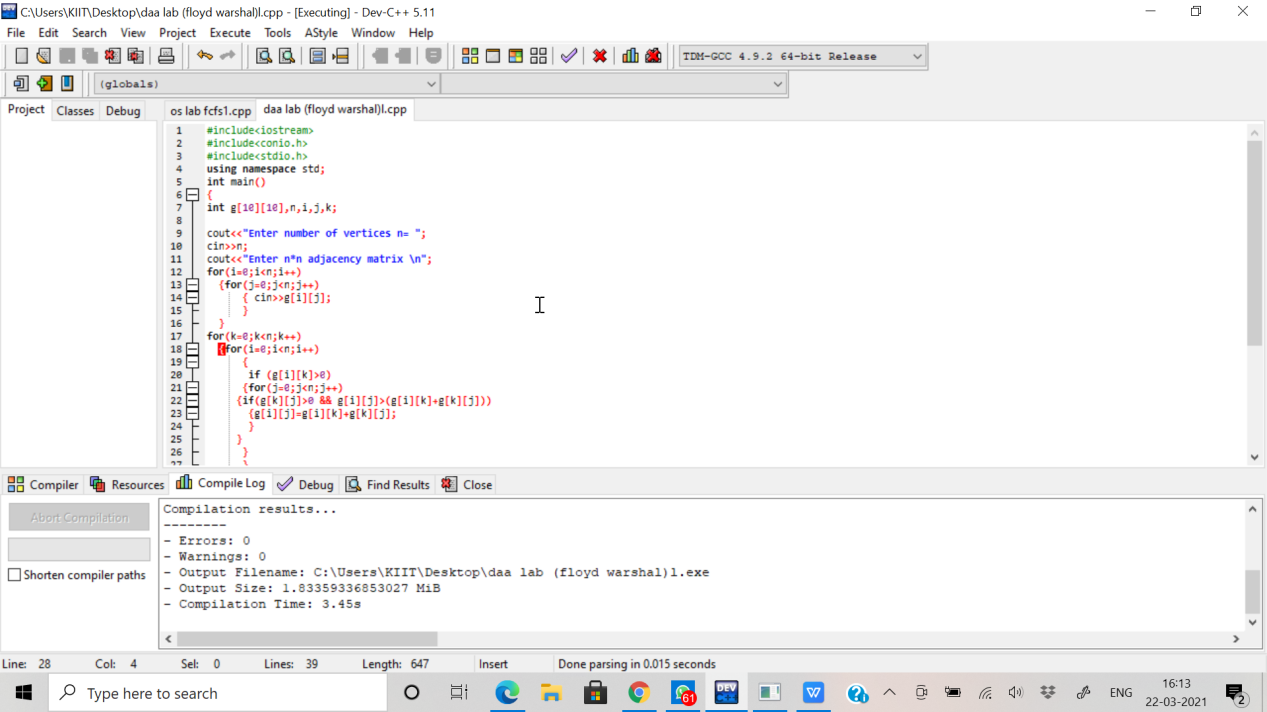 C:\Users\KIIT\Desktop\daa lab (floyd warshal)l.cpp - [Executing] - Dev-C++ 5.11
File Edit Search View Project Execute Tools AStyle Window Help
TDM-GCC 4.9.2 64-bit Release
(globals)
Project Classes Debug os lab fcfs1.cpp daa lab (floyd warshal)l.cpp
1 #include<iostream>
2 #include<conio.h>
3 #include<stdio.h>
4 using namespace std;
5 int main()
6 {
7 int g[10][10],n,i,j,k;
8
9 cout<<"Enter number of vertices n= ";
10 cin>>n;
11 cout<<"Enter n*n adjacency matrix \n";
12 for(i=0;i<n;i++)
13 {for(j=0;j<n;j++)
14 { cin>>g[i][j];
15 }
16 }
17 for(k=0;k<n;k++)
18 {for(i=0;i<n;i++)
19 {
20 if (g[i][k]>0)
21 {for(j=0;j<n;j++)
22 {if(g[k][j]>0 && g[i][j]>(g[i][k]+g[k][j]))
23 {g[i][j]=g[i][k]+g[k][j];
24 }
25 }
26 }
27 }
Compiler Resources Compile Log Debug Find Results Close
Abort Compilation
Shorten compiler paths
Compilation results...
--------
- Errors: 0
- Warnings: 0
- Output Filename: C:\Users\KIIT\Desktop\daa lab (floyd warshal)l.exe
- Output Size: 1.83359336853027 MiB
- Compilation Time: 3.45s
Line: 28 Col: 4 Sel: 0 Lines: 39 Length: 647 Insert Done parsing in 0.015 seconds
Type here to search
61
DEV
W
ENG
16:13
22-03-2021
2